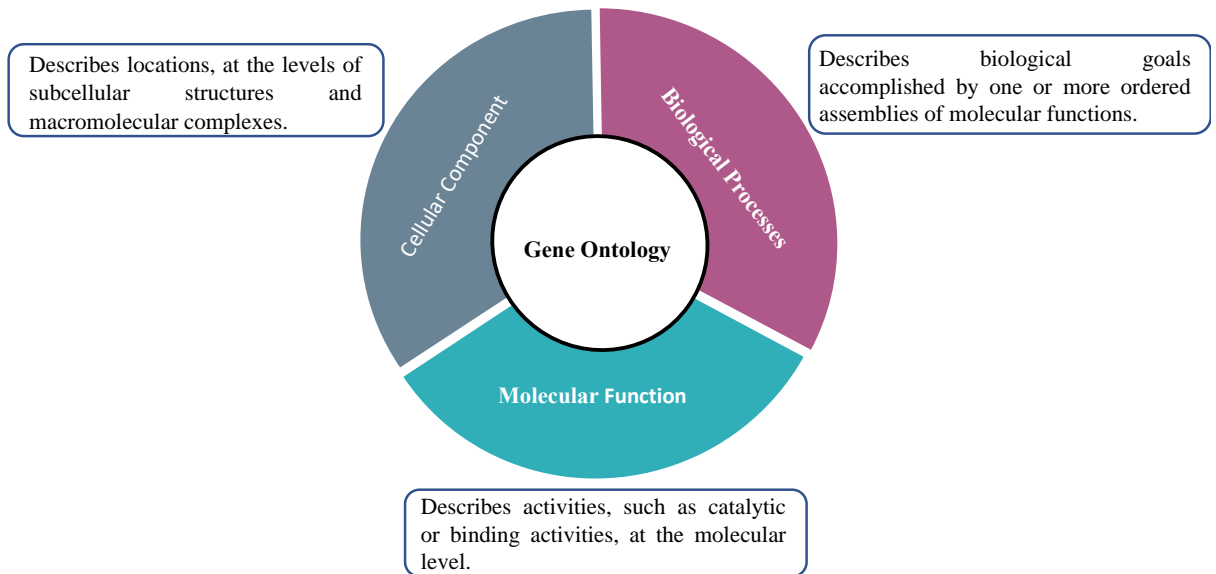 Describes locations, at the levels of
subcellular structures and
macromolecular complexes.
Describes biological goals
accomplished by one or more ordered
assemblies of molecular functions.
Cellular Component
Biological Processes
Gene Ontology
Molecular Function
Describes activities, such as catalytic
or binding activities, at the molecular
level.